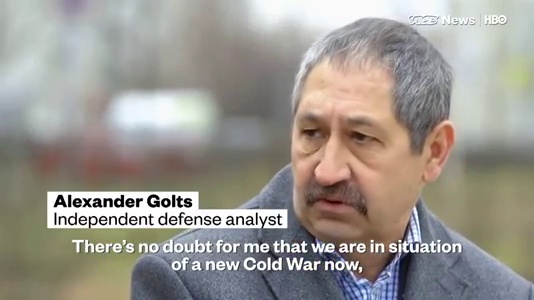 VICE News | HBO
Alexander Golts
Independent defense analyst
There's no doubt for me that we are in situation
of a new Cold War now,